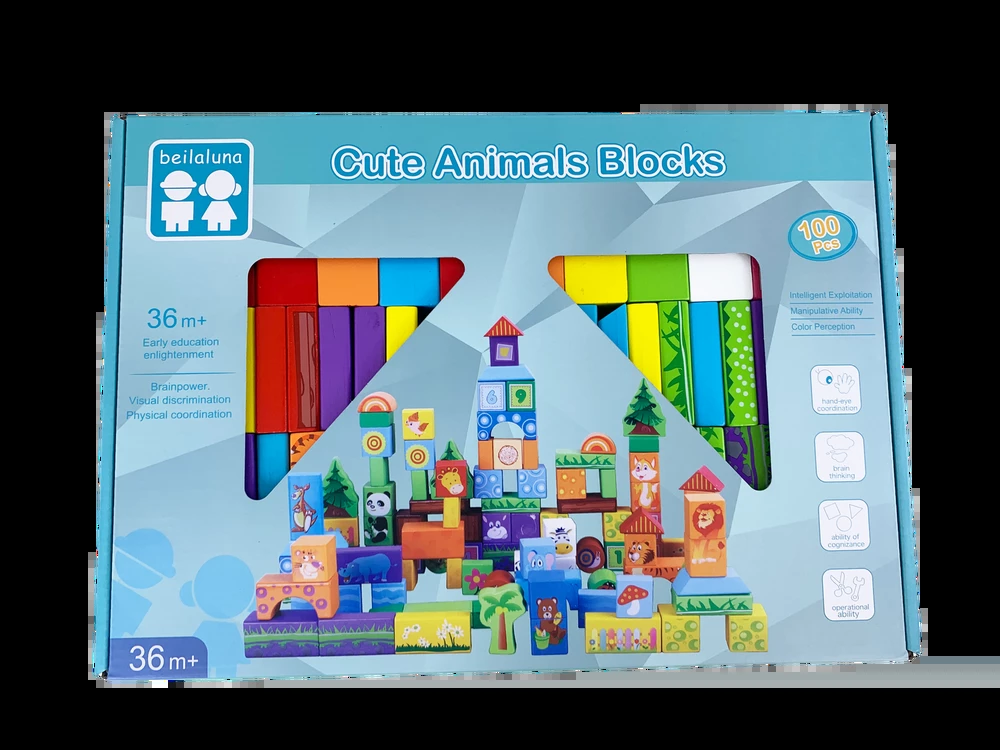 beilaluna
Cute Animals Blocks
100
Pcs
36m+
Early education
enlightenment
Brainpower.
Visual discrimination
Physical coordination
Intelligent Exploitation
Manipulative Ability
Color Perception
hand-eye
coordination
brain
thinking
ability of
cognizance
operational
ability
6 9
1
36m+